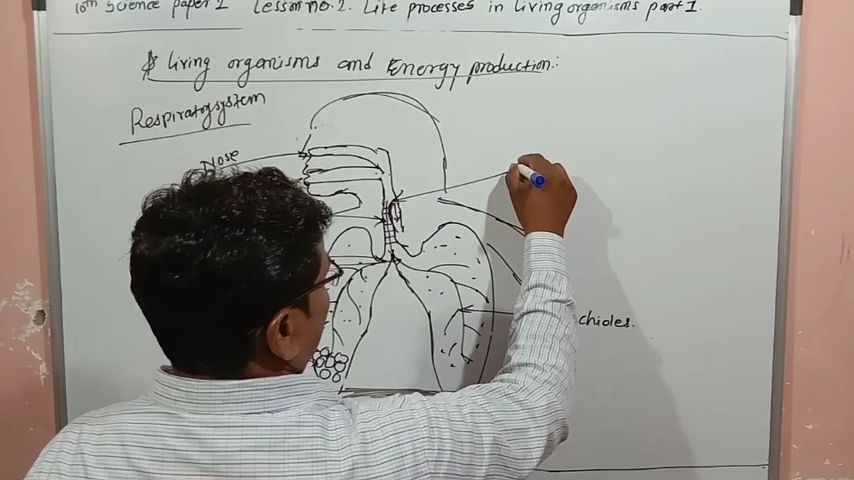 10th Science paper 1 Lesson no. 2. Life processes in living organisms part 1.
* Living organisms and Energy production:
Respiratory system
Nose
chioles.